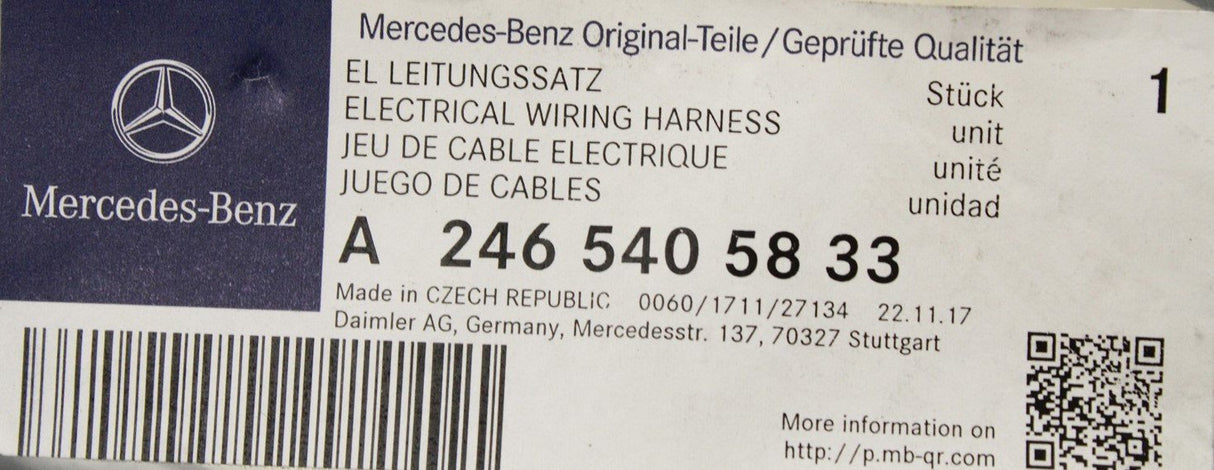 Mercedes-Benz
Mercedes-Benz Original-Teile/Geprüfte Qualität
EL LEITUNGSSATZ Stück 1
ELECTRICAL WIRING HARNESS unit
JEU DE CABLE ELECTRIQUE unité
JUEGO DE CABLES unidad
A 246 540 58 33
Made in CZECH REPUBLIC 0060/1711/27134 22.11.17
Daimler AG, Germany, Mercedesstr. 137, 70327 Stuttgart
More information on
http://p.mb-qr.com